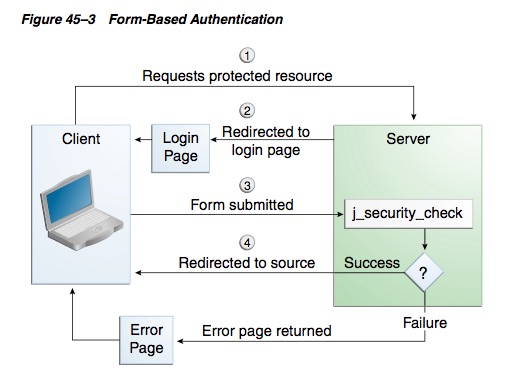 Figure 45–3 Form-Based Authentication
1
Requests protected resource
2
Client
Login
Page
Redirected to
login page
Server
3
Form submitted
j_security_check
4
Redirected to source
Success
?
Failure
Error
Page
Error page returned